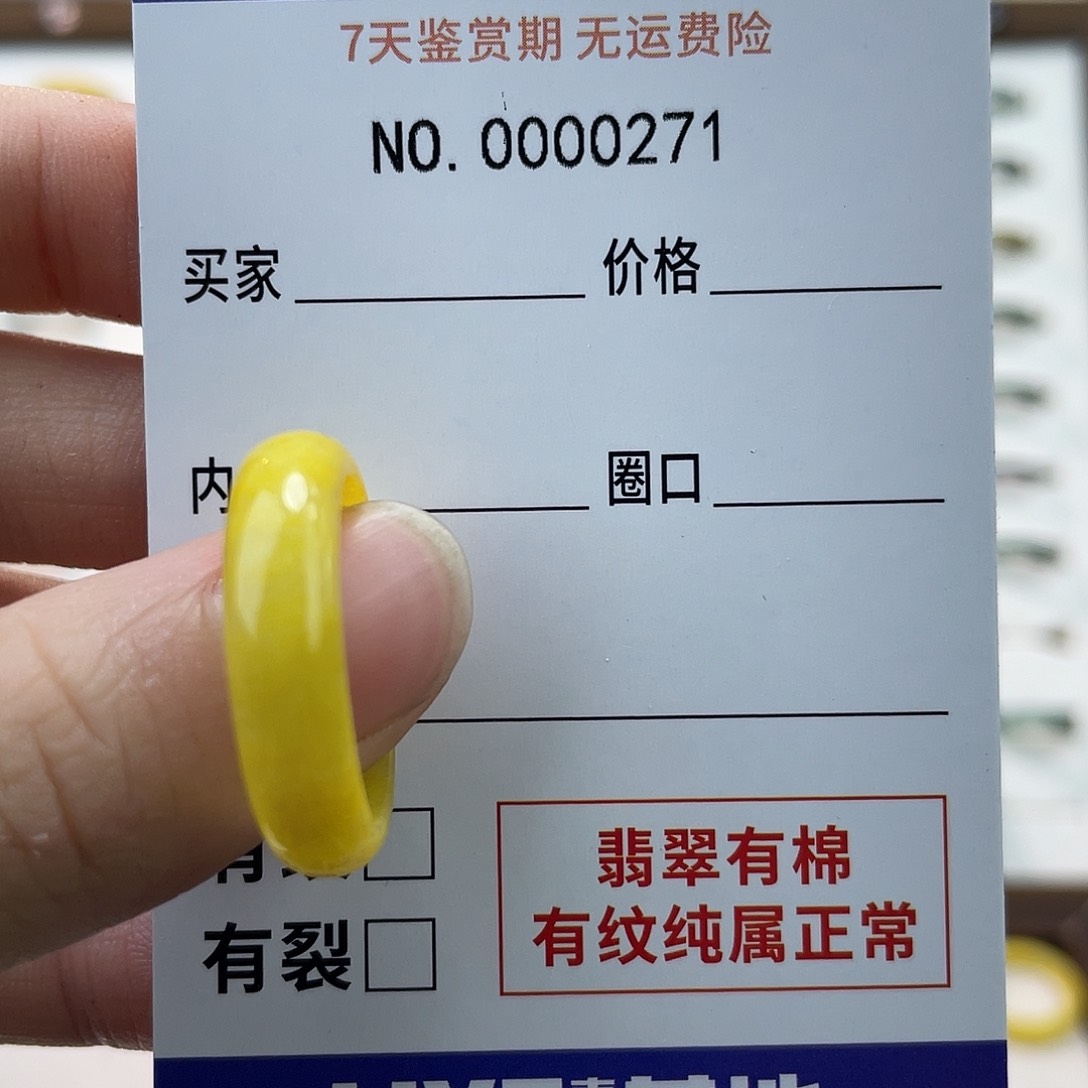 7天鉴赏期 无运费险
NO. 0000271
买家 价格
内 圈口
有裂
翡翠有棉
有纹纯属正常